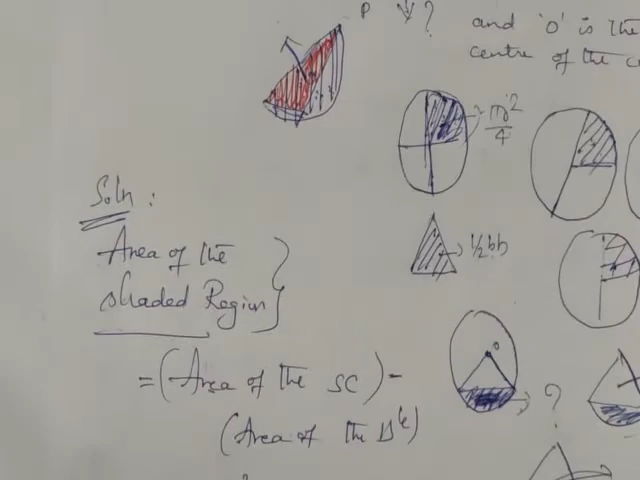 P ↓?
and 'O' is the
centre of the c
πr²/4
Soln:
Area of the
shaded Region
½bh
o
= (Area of the SC) -
?
(Area of the Δle)